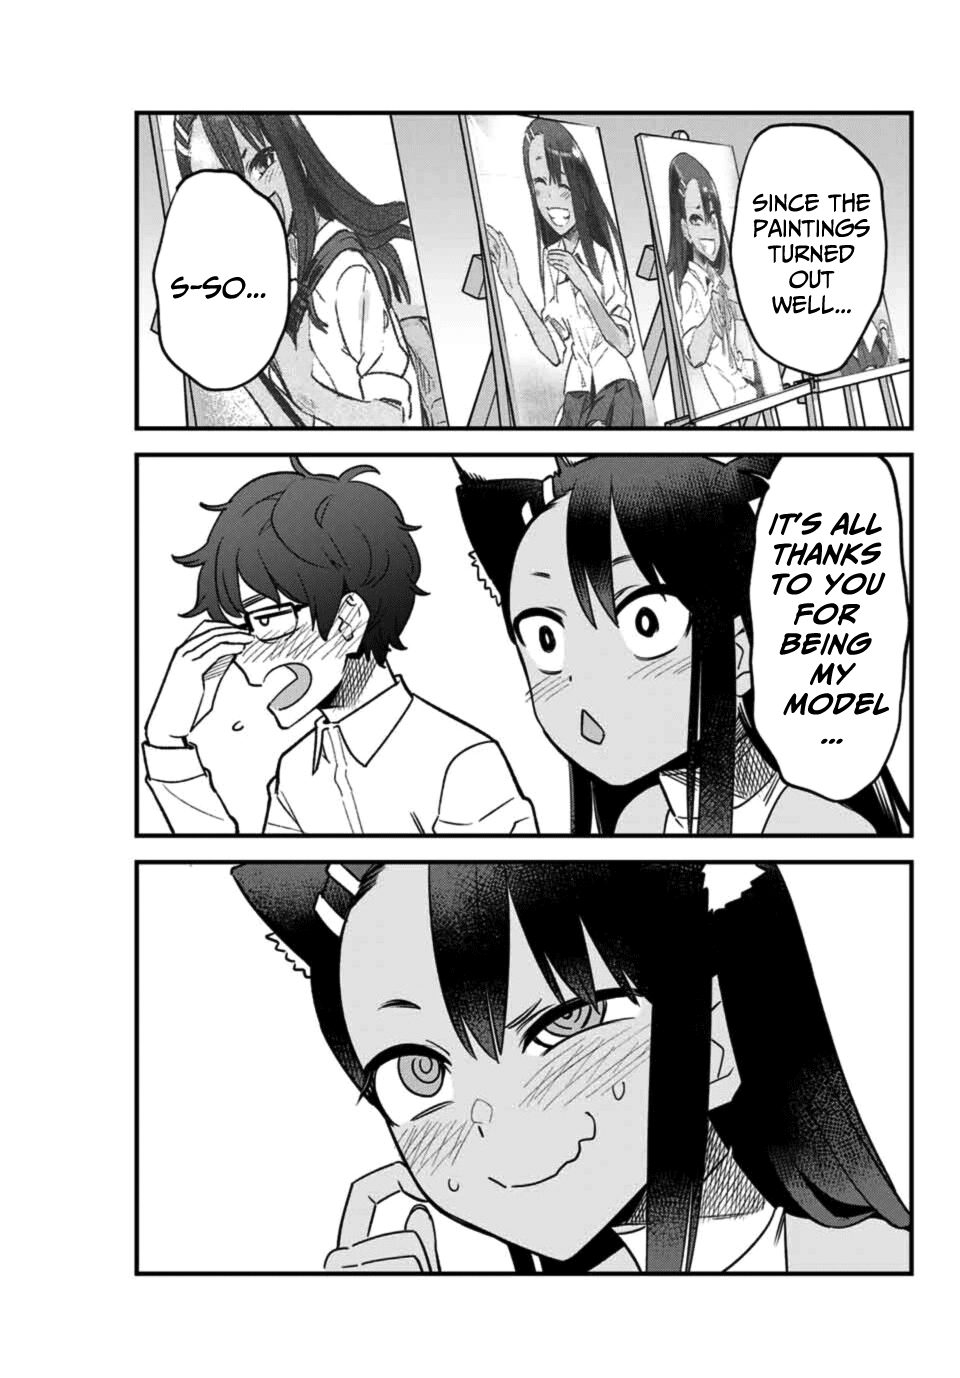 SINCE THE
PAINTINGS
TURNED
OUT
WELL...
S-SO...
IT'S ALL
THANKS
TO YOU
FOR
BEING
MY
MODEL
...